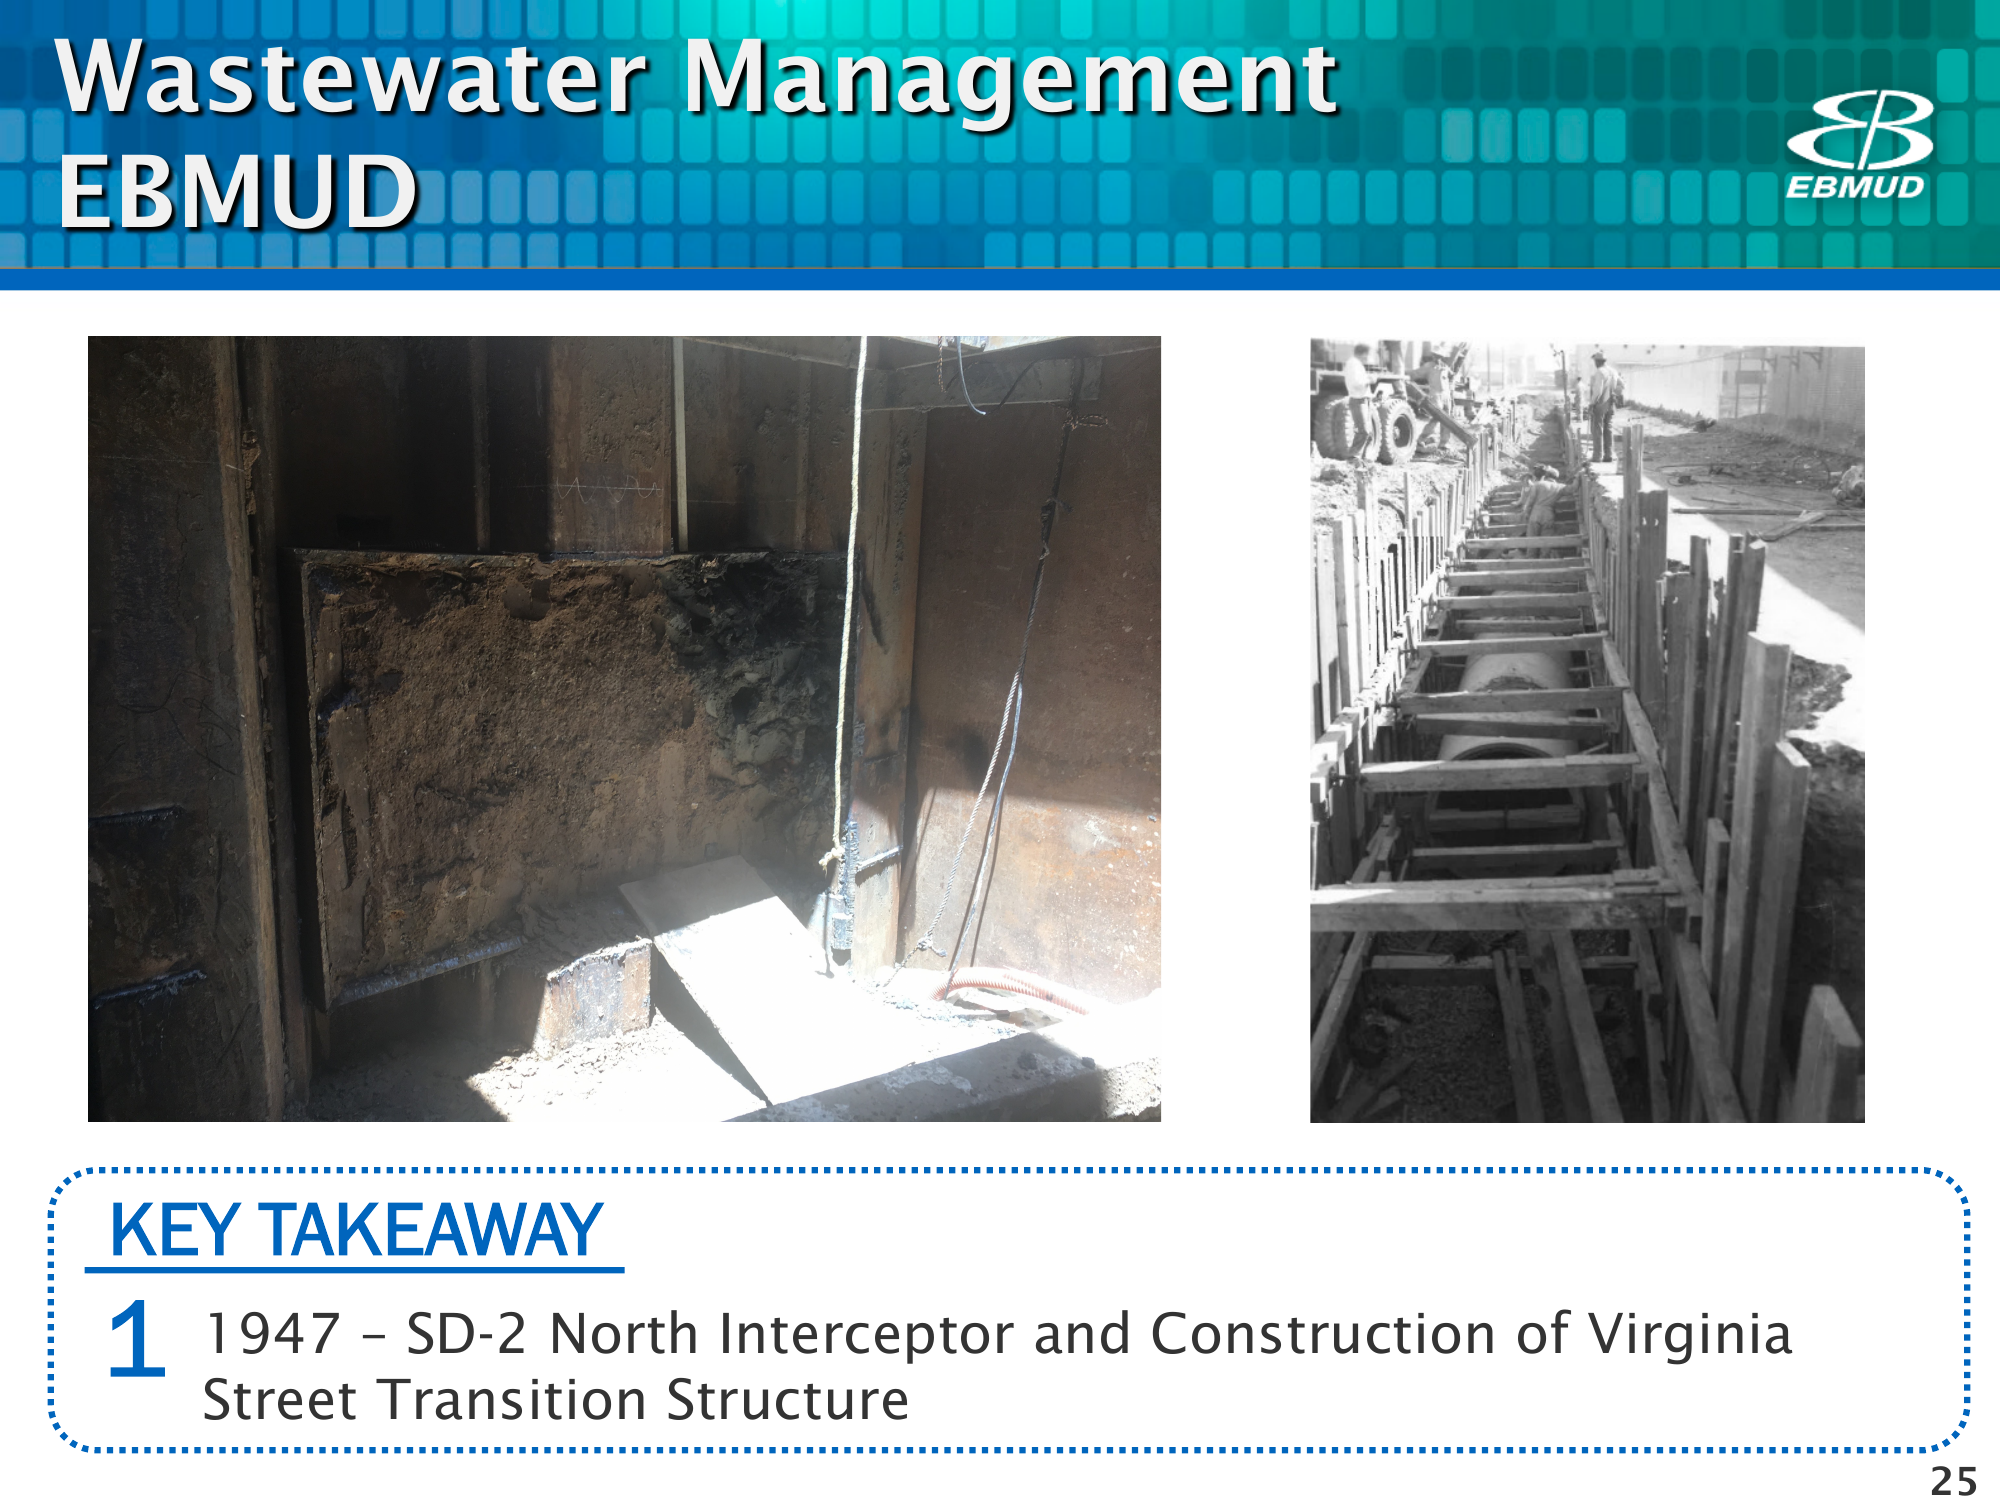 Wastewater Management
EBMUD
EBMUD
KEY TAKEAWAY
1
1947 – SD-2 North Interceptor and Construction of Virginia
Street Transition Structure
25